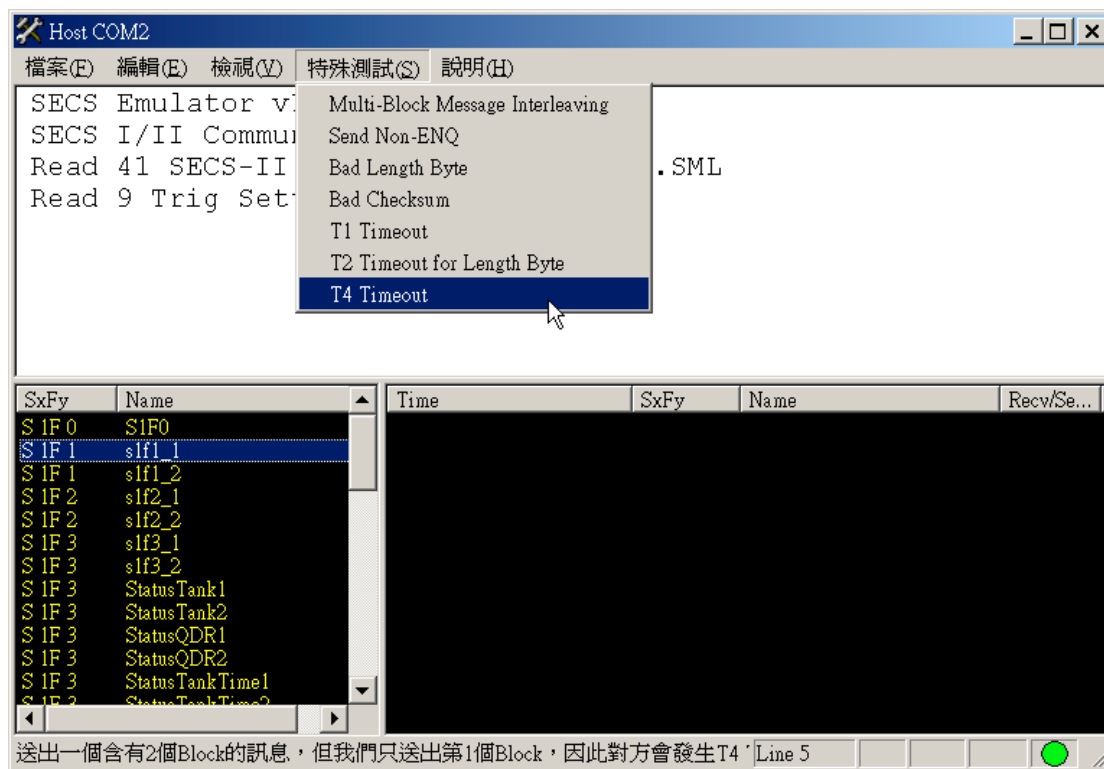 Host COM2
檔案(F) 編輯(E) 檢視(V) 特殊測試(S) 說明(H)
SECS Emulator
SECS I/II
Read 41 SECS-II .SML
Read 9 Trig
Multi-Block Message Interleaving
Send Non-ENQ
Bad Length Byte
Bad Checksum
T1 Timeout
T2 Timeout for Length Byte
T4 Timeout
SxFy Name
S 1F 0 S1F0
S 1F 1 s1f1_1
S 1F 1 s1f1_2
S 1F 2 s1f2_1
S 1F 2 s1f2_2
S 1F 3 s1f3_1
S 1F 3 s1f3_2
S 1F 3 StatusTank1
S 1F 3 StatusTank2
S 1F 3 StatusQDR1
S 1F 3 StatusQDR2
S 1F 3 StatusTankTime1
S 1F 3 StatusTankTime2
Time SxFy Name Recv/Se...
送出一個含有2個Block的訊息，但我們只送出第1個Block，因此對方會發生T4 Line 5